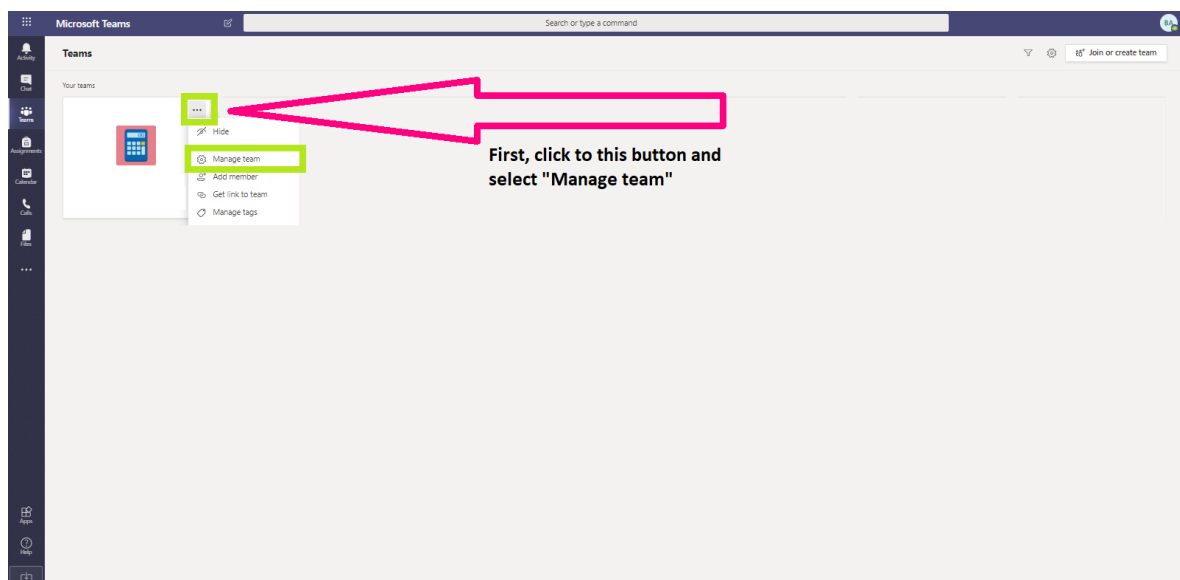 Microsoft Teams
Search or type a command
BA
Activity
Teams
Join or create team
Chat
Your teams
Teams
...
Hide
Assignments
Manage team
First, click to this button and
Calendar
Add member
select "Manage team"
Get link to team
Calls
Manage tags
Files
...
Apps
Help